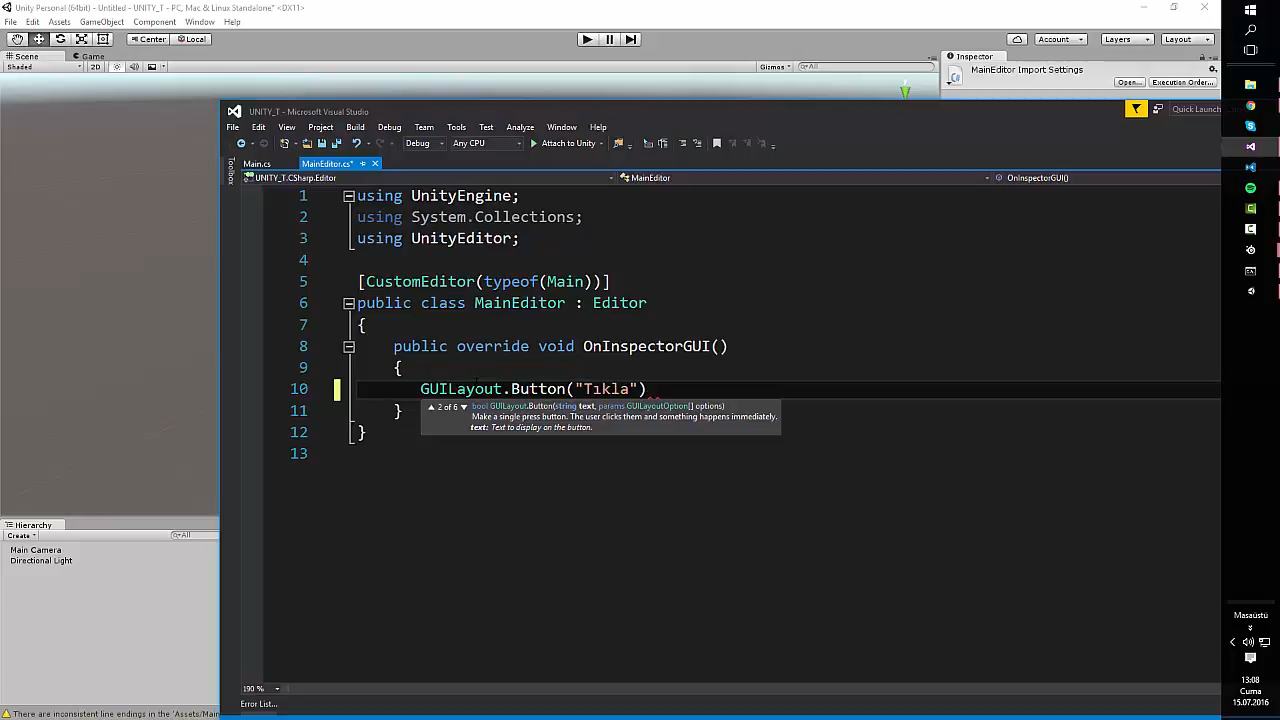 Unity Personal (64bit) - Untitled - UNITY_T - PC, Mac & Linux Standalone* <DX11>
File Edit Assets GameObject Component Window Help
Center Local Account Layers Layout
Scene Game Inspector
Shaded 2D Gizmos All
MainEditor Import Settings
Open... Execution Order...
UNITY_T - Microsoft Visual Studio Quick Launch
File Edit View Project Build Debug Team Tools Test Analyze Window Help
Debug Any CPU Attach to Unity
Toolbox
Main.cs MainEditor.cs*
UNITY_T.CSharp.Editor MainEditor OnInspectorGUI()
1 using UnityEngine;
2 using System.Collections;
3 using UnityEditor;
4
5 [CustomEditor(typeof(Main))]
6 public class MainEditor : Editor
7 {
8 public override void OnInspectorGUI()
9 {
10 GUILayout.Button("Tıkla")
2 of 6 bool GUILayout.Button(string text, params GUILayoutOption[] options)
Make a single press button. The user clicks them and something happens immediately.
text: Text to display on the button.
11 }
12 }
13
Hierarchy
Create All
Main Camera
Directional Light
190 %
Error List...
There are inconsistent line endings in the 'Assets/Main
Masaüstü
13:08
Cuma
15.07.2016